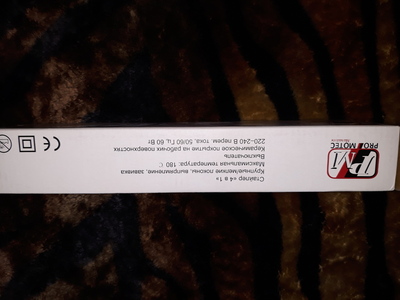 PM
PRO MOTEC
Стайлер «4 в 1»
Крупные/мелкие локоны, выпрямление, завивка
Максимальная температура: 180 °C
Выключатель
Керамическое покрытие на рабочих поверхностях
220-240 В перем. тока, 50/60 Гц, 60 Вт
CE